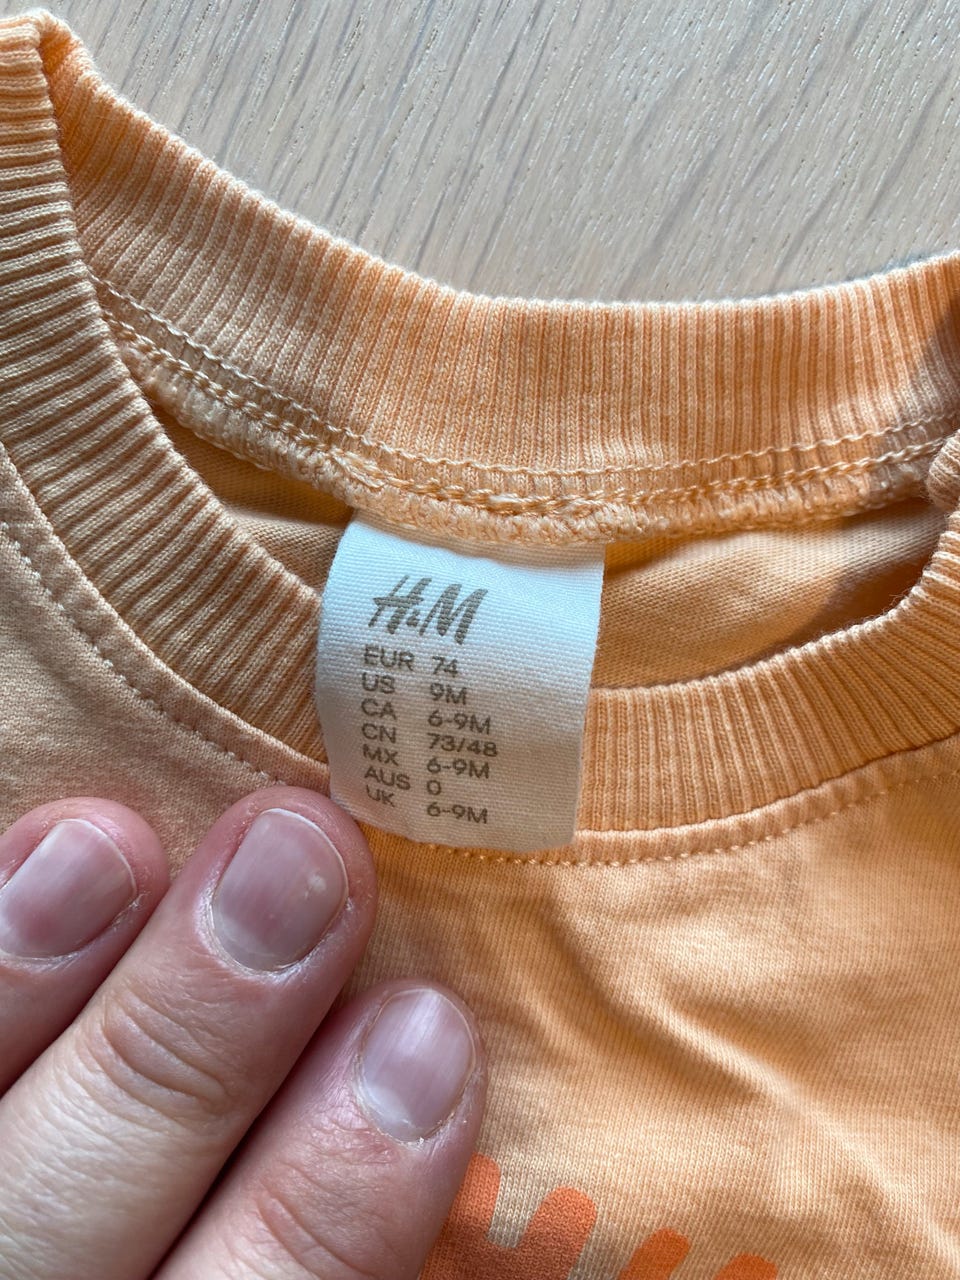 H&M
EUR 74
US 9M
CA 6-9M
CN 73/48
MX 6-9M
AUS 0
UK 6-9M